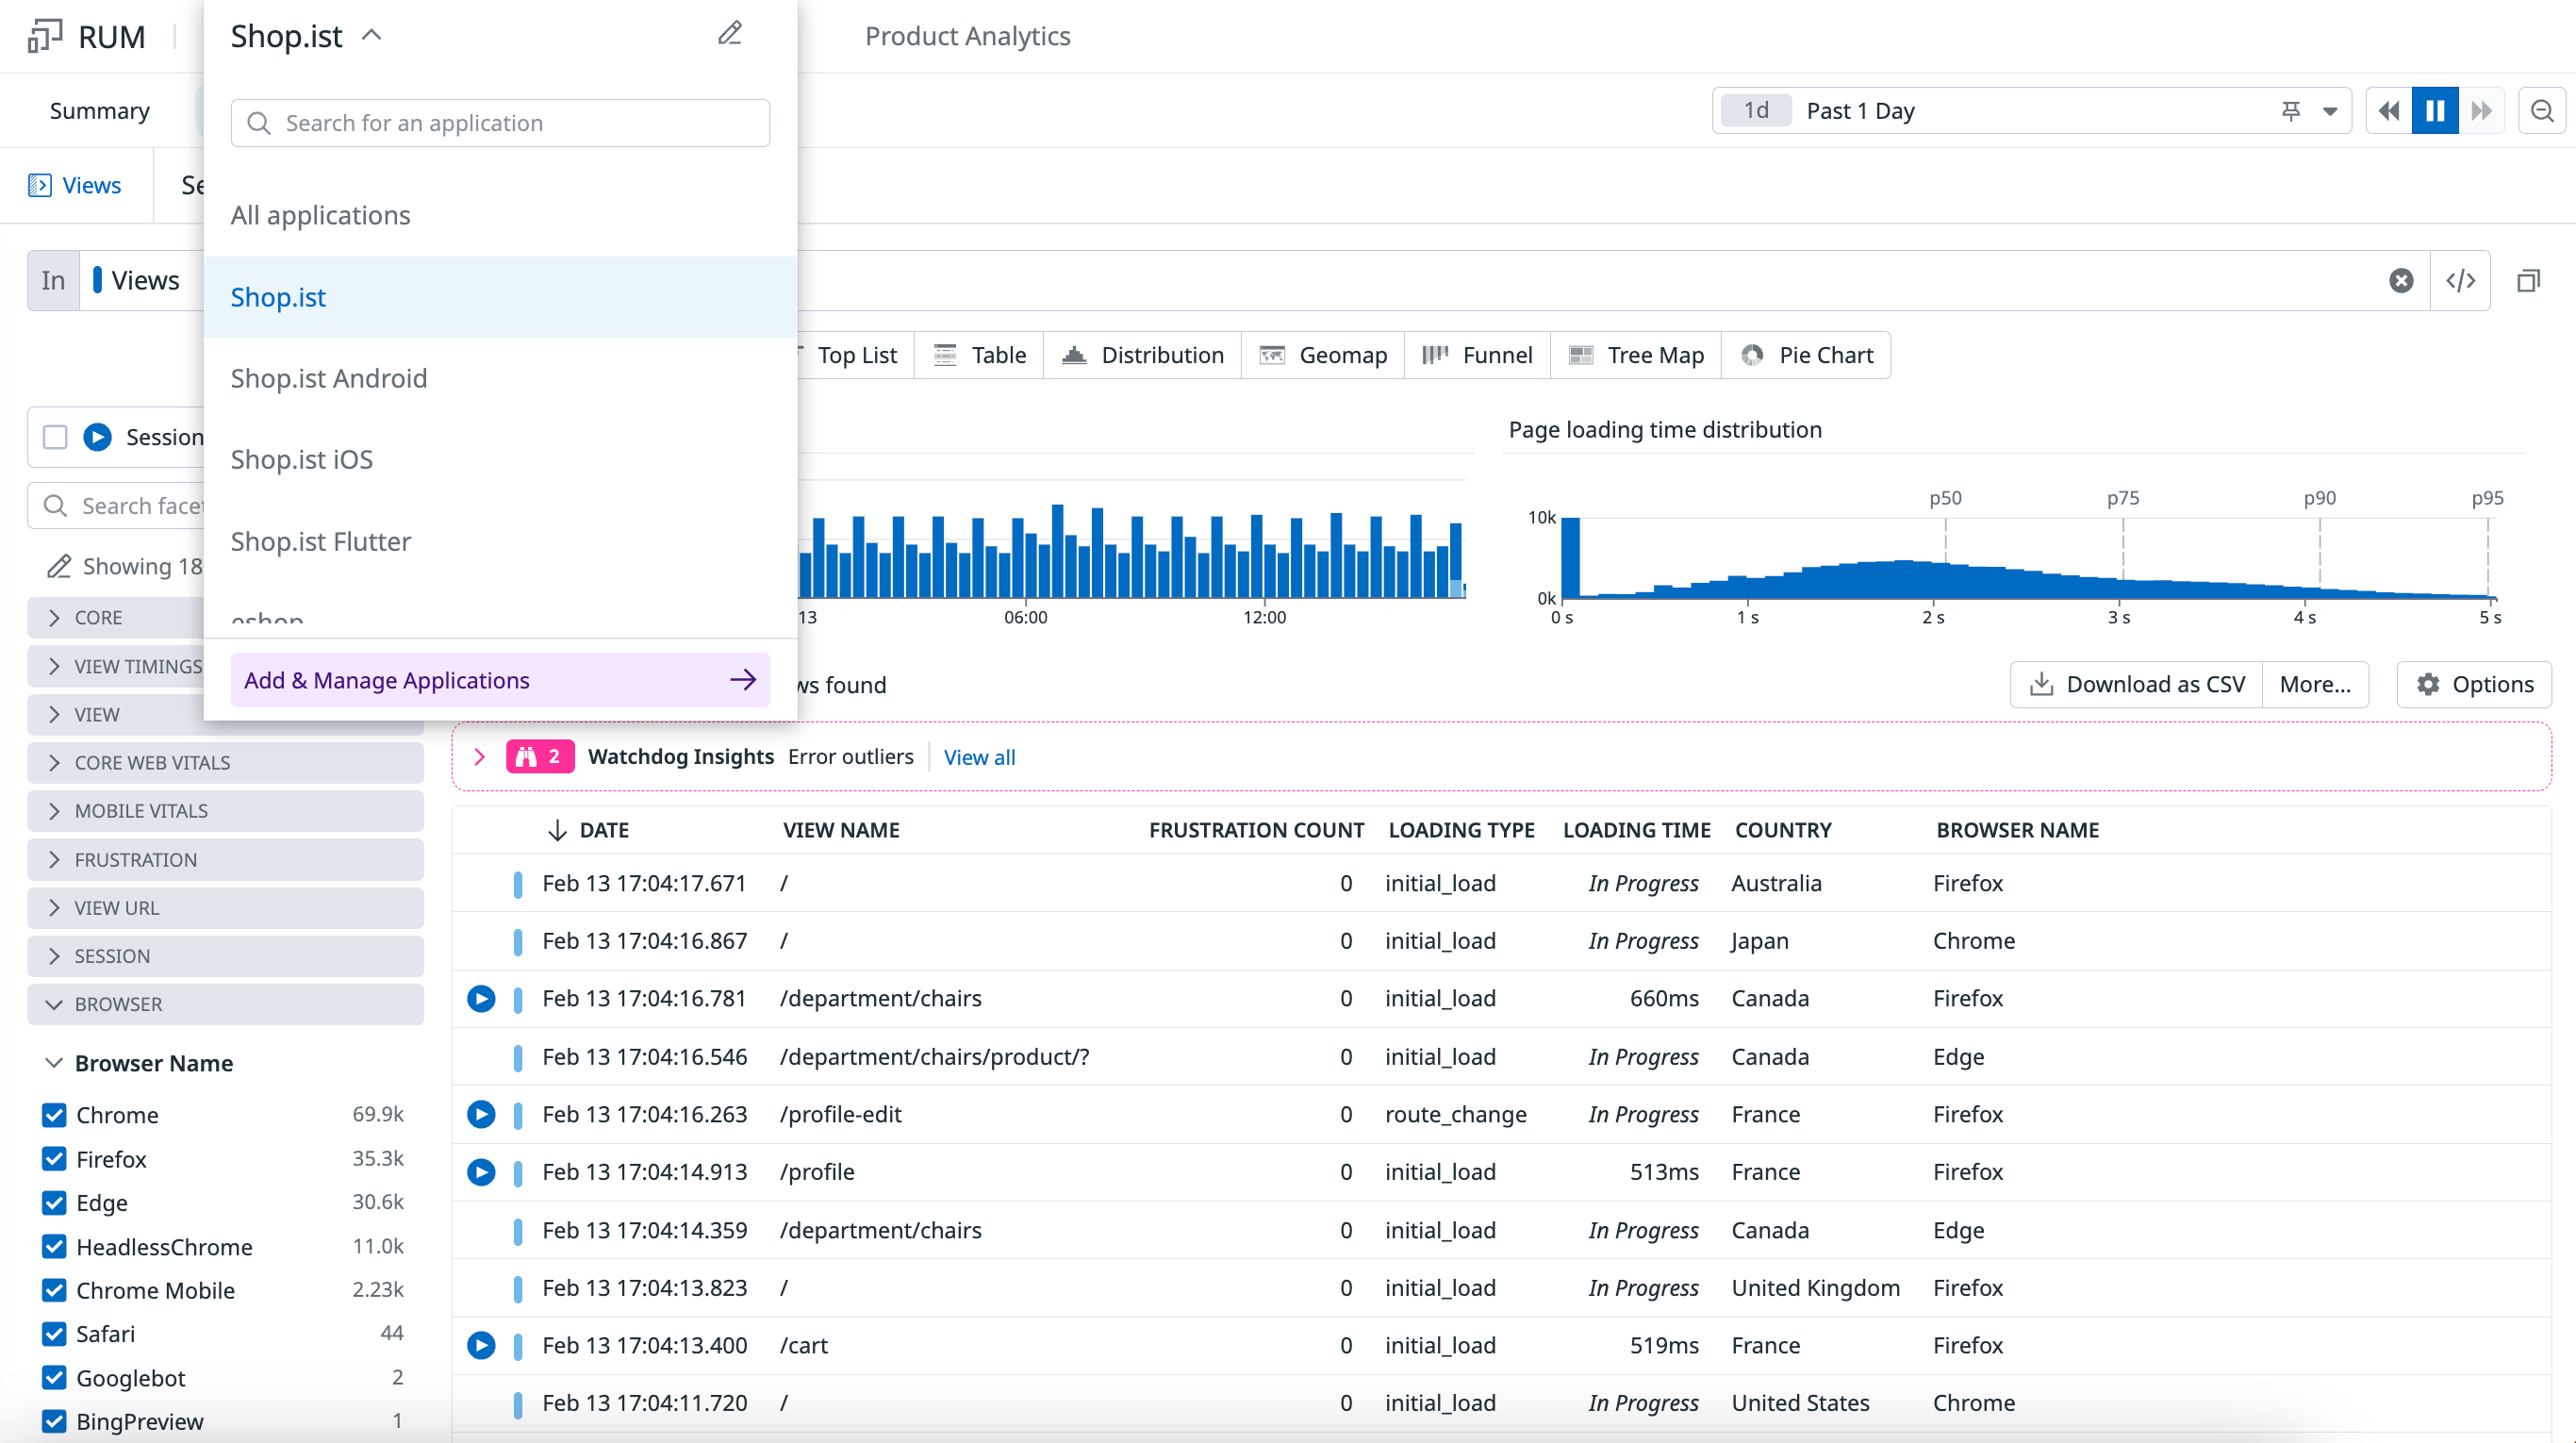 RUM
Shop.ist
Product Analytics
Search for an application
Summary
1d Past 1 Day
Views
All applications
In Views
Shop.ist
Shop.ist Android
Shop.ist iOS
Shop.ist Flutter
Add & Manage Applications
Top List Table Distribution Geomap Funnel Tree Map Pie Chart
Session
Search facet
Showing 18
Page loading time distribution
p50 p75 p90 p95
10k
0k
0 s 1 s 2 s 3 s 4 s 5 s
13 06:00 12:00
ws found
Download as CSV More... Options
2 Watchdog Insights Error outliers View all
CORE
VIEW TIMINGS
VIEW
CORE WEB VITALS
MOBILE VITALS
FRUSTRATION
VIEW URL
SESSION
BROWSER
Browser Name
Chrome 69.9k
Firefox 35.3k
Edge 30.6k
HeadlessChrome 11.0k
Chrome Mobile 2.23k
Safari 44
Googlebot 2
BingPreview 1
DATE VIEW NAME FRUSTRATION COUNT LOADING TYPE LOADING TIME COUNTRY BROWSER NAME
Feb 13 17:04:17.671 / 0 initial_load In Progress Australia Firefox
Feb 13 17:04:16.867 / 0 initial_load In Progress Japan Chrome
Feb 13 17:04:16.781 /department/chairs 0 initial_load 660ms Canada Firefox
Feb 13 17:04:16.546 /department/chairs/product/? 0 initial_load In Progress Canada Edge
Feb 13 17:04:16.263 /profile-edit 0 route_change In Progress France Firefox
Feb 13 17:04:14.913 /profile 0 initial_load 513ms France Firefox
Feb 13 17:04:14.359 /department/chairs 0 initial_load In Progress Canada Edge
Feb 13 17:04:13.823 / 0 initial_load In Progress United Kingdom Firefox
Feb 13 17:04:13.400 /cart 0 initial_load 519ms France Firefox
Feb 13 17:04:11.720 / 0 initial_load In Progress United States Chrome